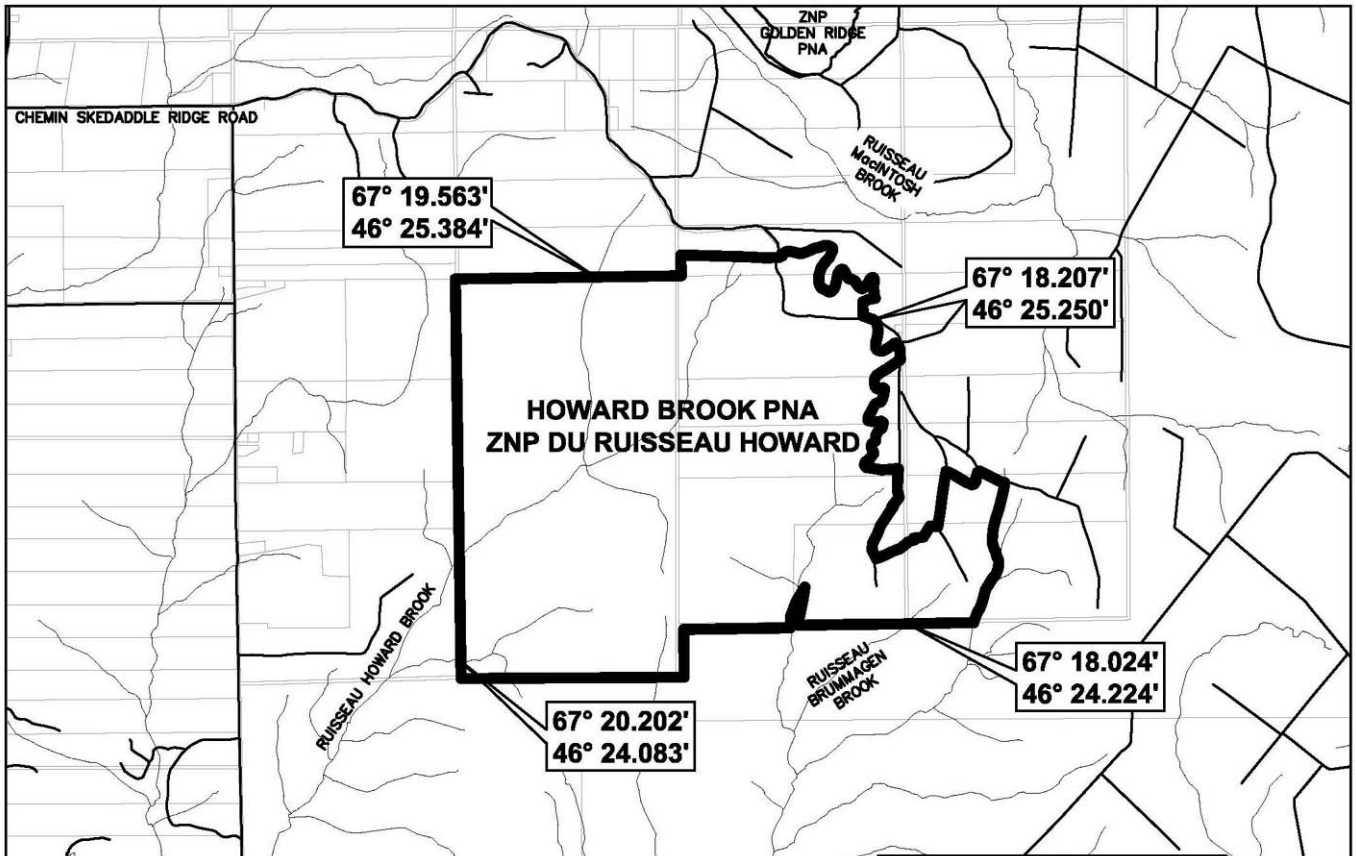 ZNP
GOLDEN RIDGE
PNA
CHEMIN SKEDADDLE RIDGE ROAD
RUISSEAU
MacINTOSH
BROOK
67° 19.563'
46° 25.384'
67° 18.207'
46° 25.250'
HOWARD BROOK PNA
ZNP DU RUISSEAU HOWARD
RUISSEAU HOWARD BROOK
RUISSEAU
BRUMMAGEN
BROOK
67° 18.024'
46° 24.224'
67° 20.202'
46° 24.083'